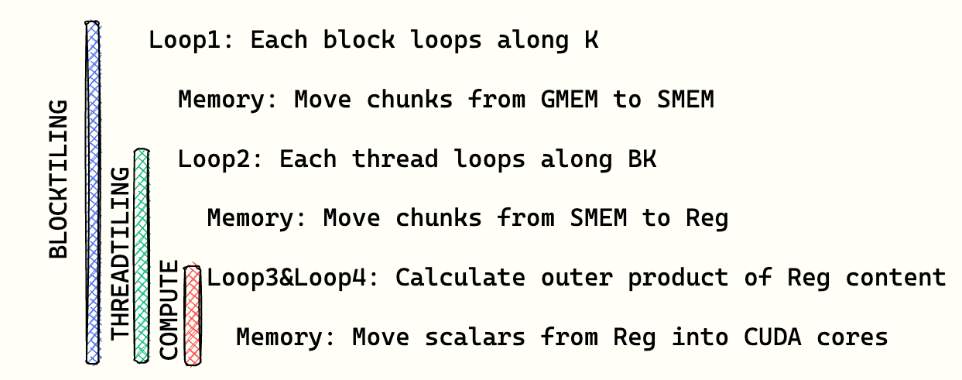 Loop1: Each block loops along K
Memory: Move chunks from GMEM to SMEM
Loop2: Each thread loops along BK
Memory: Move chunks from SMEM to Reg
Loop3&Loop4: Calculate outer product of Reg content
Memory: Move scalars from Reg into CUDA cores
BLOCKTILING
THREADTILING
COMPUTE